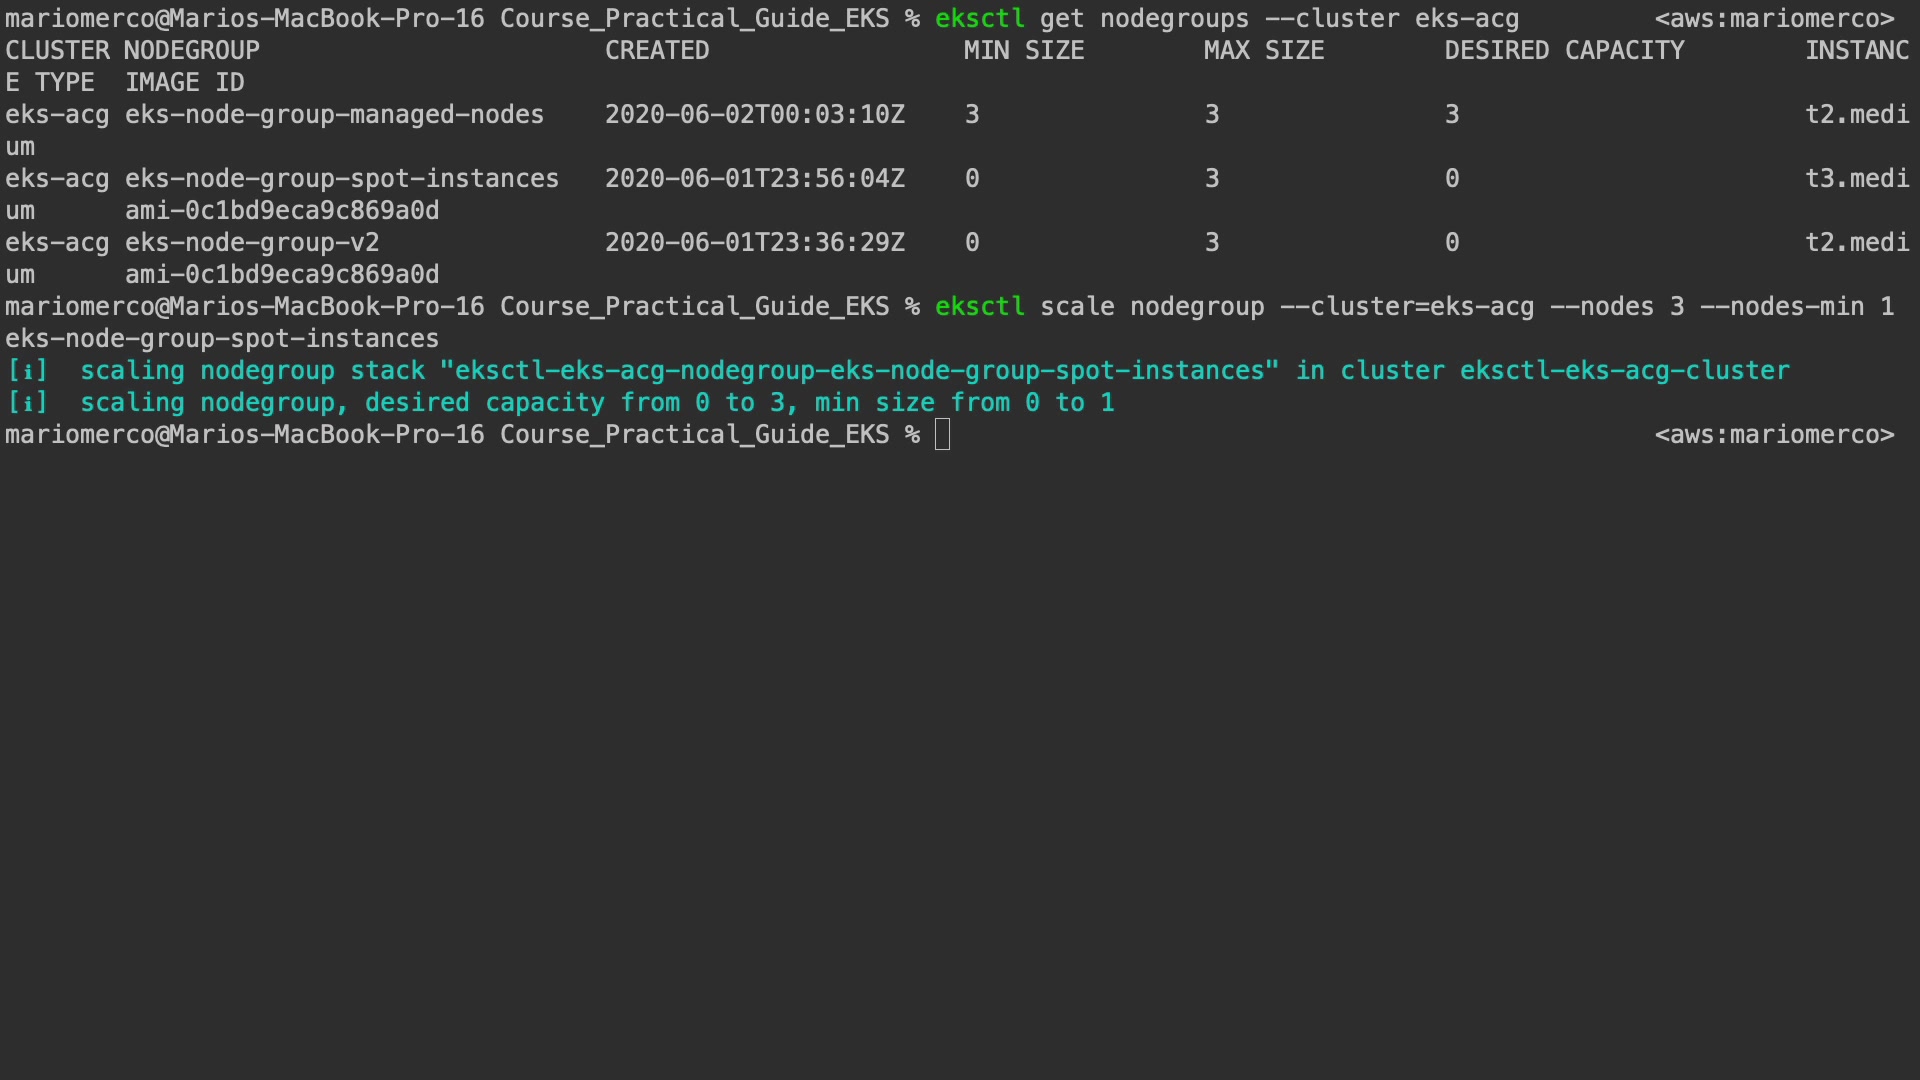 mariomerco@Marios-MacBook-Pro-16 Course_Practical_Guide_EKS % eksctl get nodegroups --cluster eks-acg <aws:mariomerco>
CLUSTER NODEGROUP CREATED MIN SIZE MAX SIZE DESIRED CAPACITY INSTANC
E TYPE IMAGE ID
eks-acg eks-node-group-managed-nodes 2020-06-02T00:03:10Z 3 3 3 t2.medi
um
eks-acg eks-node-group-spot-instances 2020-06-01T23:56:04Z 0 3 0 t3.medi
um ami-0c1bd9eca9c869a0d
eks-acg eks-node-group-v2 2020-06-01T23:36:29Z 0 3 0 t2.medi
um ami-0c1bd9eca9c869a0d
mariomerco@Marios-MacBook-Pro-16 Course_Practical_Guide_EKS % eksctl scale nodegroup --cluster=eks-acg --nodes 3 --nodes-min 1
eks-node-group-spot-instances
[ℹ]  scaling nodegroup stack "eksctl-eks-acg-nodegroup-eks-node-group-spot-instances" in cluster eksctl-eks-acg-cluster
[ℹ]  scaling nodegroup, desired capacity from 0 to 3, min size from 0 to 1
mariomerco@Marios-MacBook-Pro-16 Course_Practical_Guide_EKS % <aws:mariomerco>